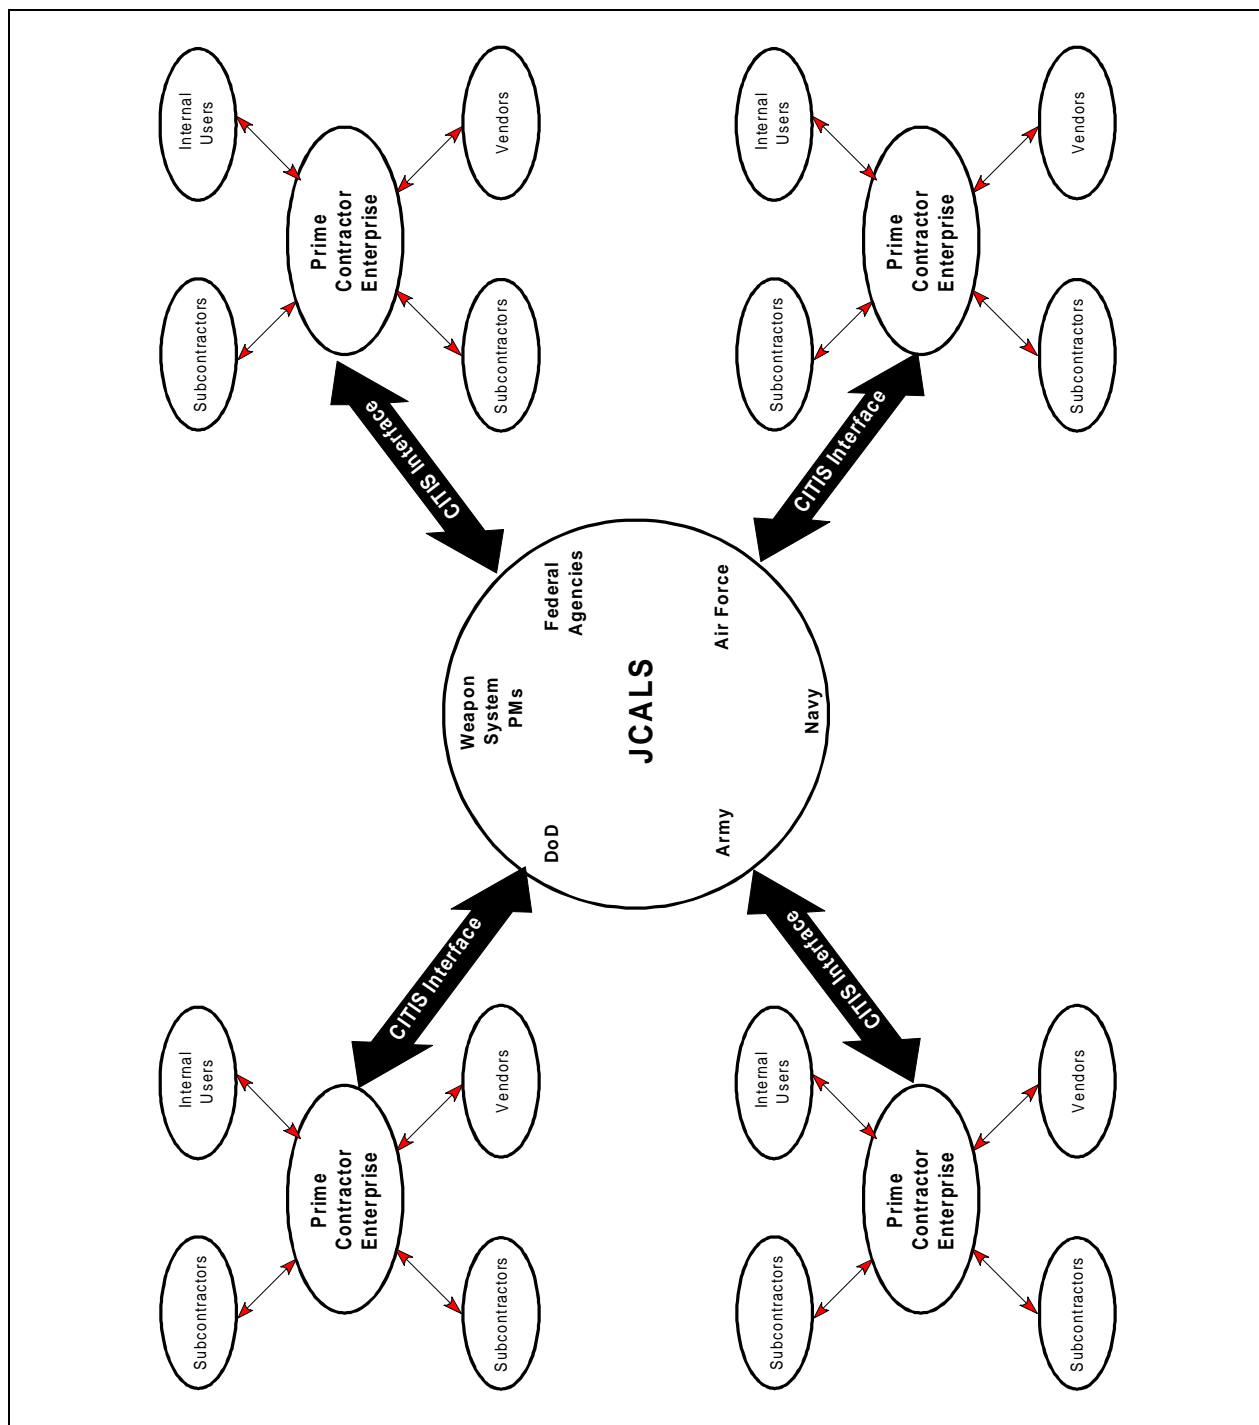 Subcontractors
Internal
Users
Subcontractors
Internal
Users
Prime
Contractor
Enterprise
Prime
Contractor
Enterprise
Subcontractors
Vendors
Subcontractors
Vendors
CITIS Interface
CITIS Interface
Weapon
System
PMs
DoD
Federal
Agencies
JCALS
Army
Air Force
Navy
CITIS Interface
CITIS Interface
Subcontractors
Internal
Users
Subcontractors
Internal
Users
Prime
Contractor
Enterprise
Prime
Contractor
Enterprise
Subcontractors
Vendors
Subcontractors
Vendors